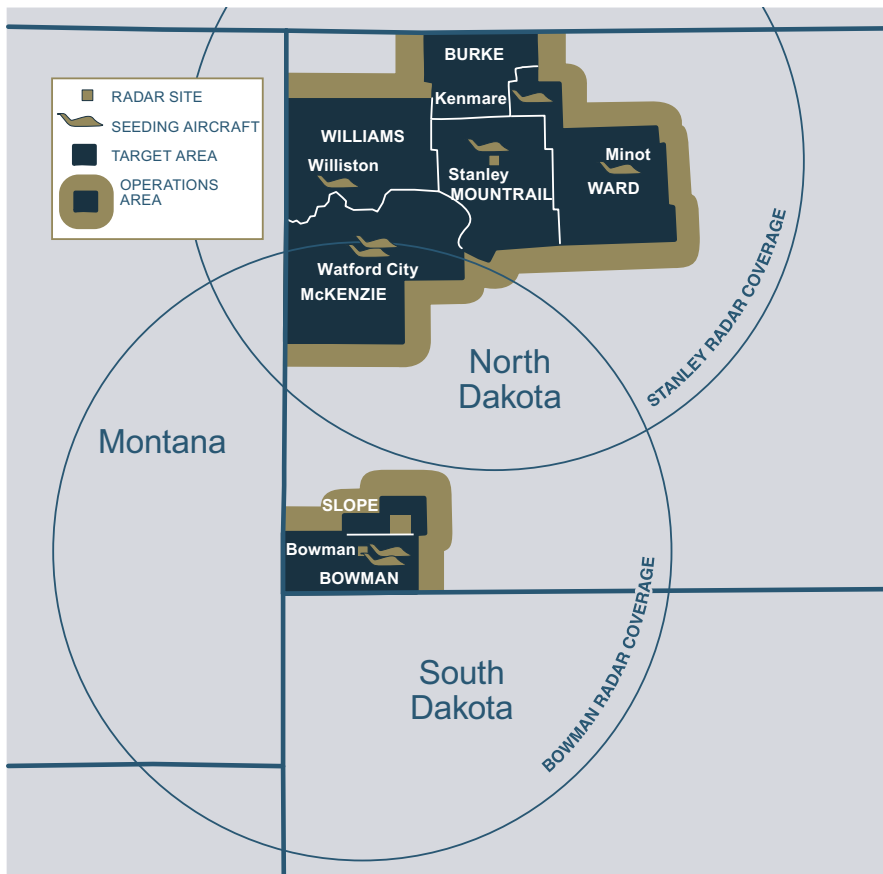 RADAR SITE
SEEDING AIRCRAFT
TARGET AREA
OPERATIONS
AREA
BURKE
Kenmare
WILLIAMS
Williston
Stanley
MOUNTRAIL
Minot
WARD
Watford City
McKENZIE
STANLEY RADAR COVERAGE
North
Dakota
Montana
SLOPE
Bowman
BOWMAN
BOWMAN RADAR COVERAGE
South
Dakota